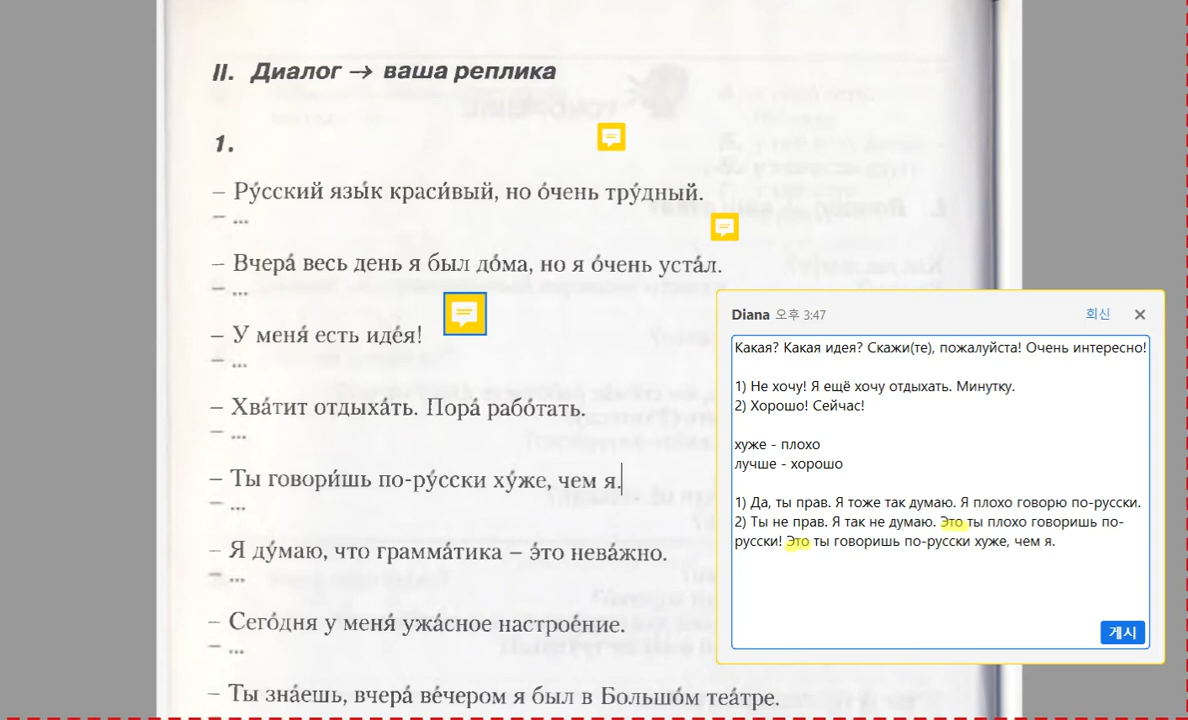 II. Диалог → ваша реплика
1.
– Ру́сский язы́к краси́вый, но о́чень тру́дный.
– ...
– Вчера́ весь день я был до́ма, но я о́чень уста́л.
– ...
– У меня́ есть иде́я!
– ...
– Хва́тит отдыха́ть. Пора́ рабо́тать.
– ...
– Ты говори́шь по-ру́сски ху́же, чем я.
– ...
– Я ду́маю, что грамма́тика – э́то нева́жно.
– ...
– Сего́дня у меня́ ужа́сное настрое́ние.
– ...
– Ты зна́ешь, вчера́ ве́чером я был в Большо́м теа́тре.
Diana 오후 3:47 회신
Какая? Какая идея? Скажи(те), пожалуйста! Очень интересно!
1) Не хочу! Я ещё хочу отдыхать. Минутку.
2) Хорошо! Сейчас!
хуже - плохо
лучше - хорошо
1) Да, ты прав. Я тоже так думаю. Я плохо говорю по-русски.
2) Ты не прав. Я так не думаю. Это ты плохо говоришь по-
русски! Это ты говоришь по-русски хуже, чем я.
게시